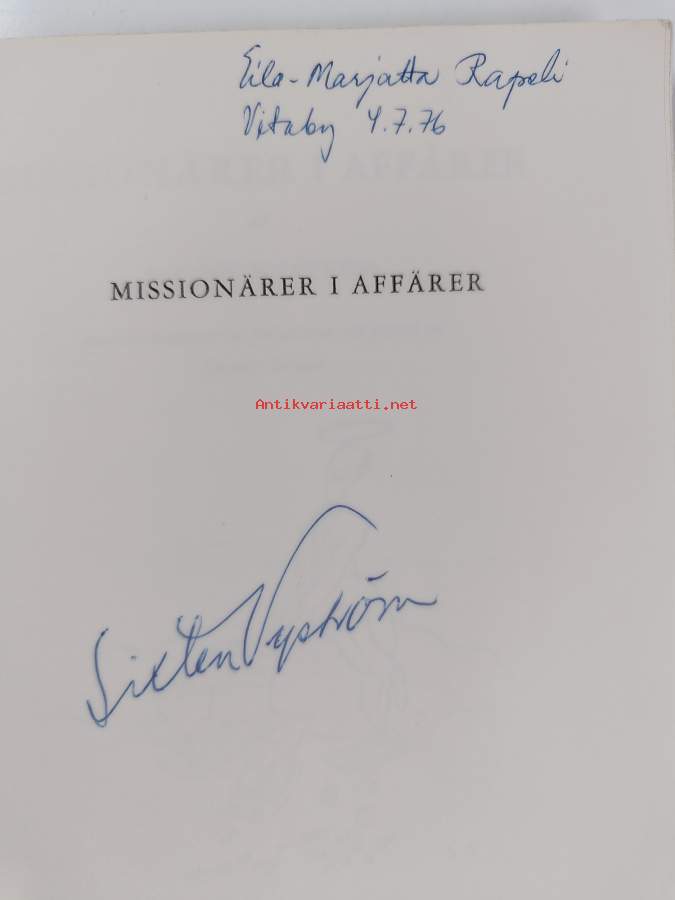 Eila-Marjatta Rapeli
Vitaby 4.7.76
MISSIONÄRER I AFFÄRER
Antikvariaatti.net
Sixten Nyström